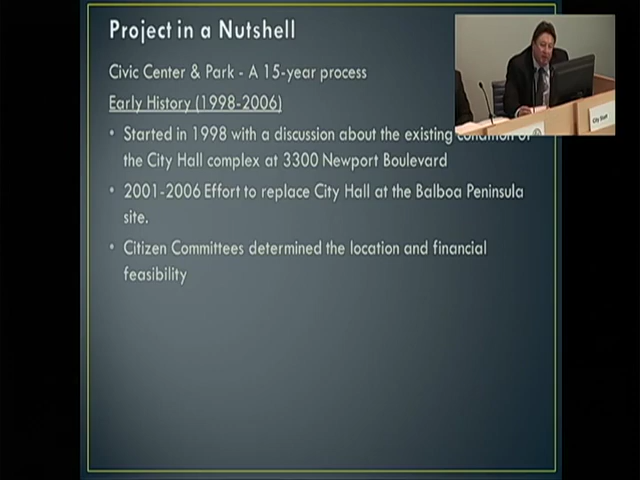 Project in a Nutshell
Civic Center & Park - A 15-year process
Early History (1998-2006)
• Started in 1998 with a discussion about the existing condition of
the City Hall complex at 3300 Newport Boulevard
• 2001-2006 Effort to replace City Hall at the Balboa Peninsula
site.
• Citizen Committees determined the location and financial
feasibility
City Staff